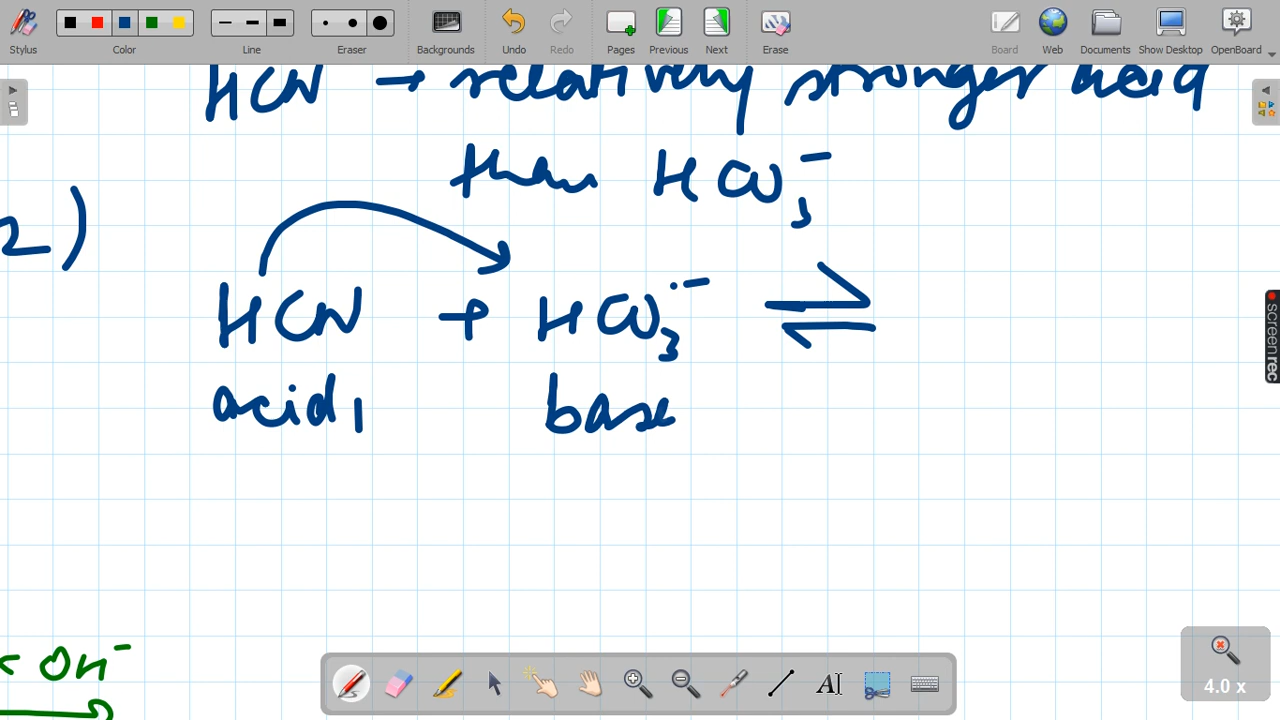 Stylus Color Line Eraser Backgrounds Undo Redo Pages Previous Next Erase Board Web Documents Show Desktop OpenBoard
HCN → relatively stronger acid
than HCO₃⁻
2)
HCN + HCO₃⁻ ⇌
acid₁ base
OH⁻
screenrec
4.0 x